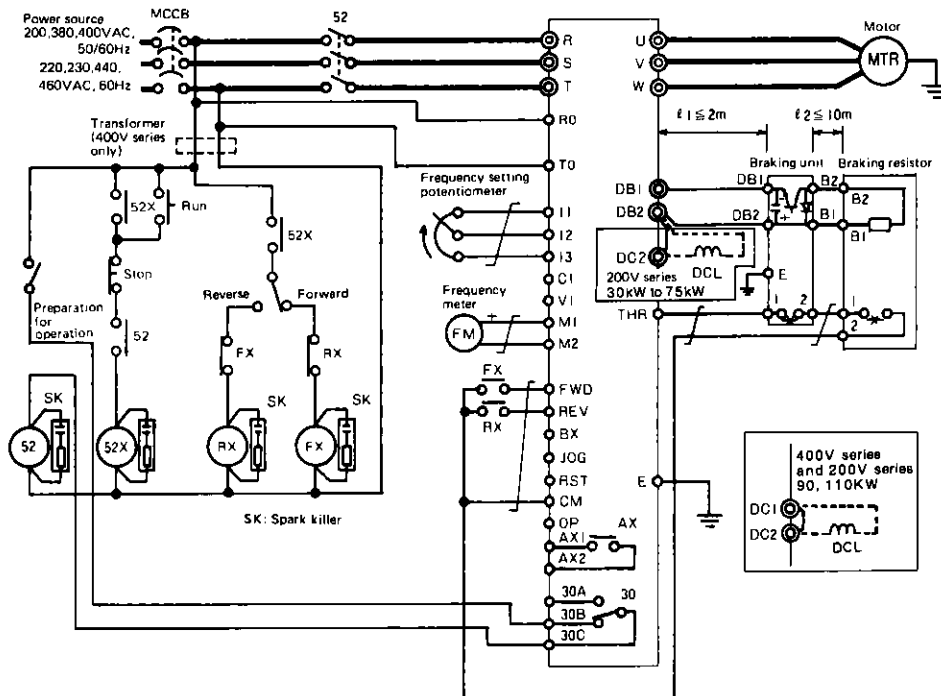 Power source
200,380,400VAC,
50/60Hz
220,230,440,
460VAC, 60Hz
MCCB
52
R
S
T
R0
T0
U
V
W
Motor
MTR
Transformer
(400V series
only)
52X
Run
Stop
52
Preparation
for
operation
52X
Reverse
Forward
FX
RX
SK
52
52X
SK
RX
SK
FX
SK: Spark killer
Frequency setting
potentiometer
I1
I2
I3
C1
V1
Frequency
meter
FM
+
M1
M2
FX
RX
FWD
REV
BX
JOG
RST
CM
OP
AX1
AX
AX2
30A
30
30B
30C
ℓ1≦2m
ℓ2≦10m
Braking unit
Braking resistor
DB1
DB2
DC2
DCL
200V series
30kW to 75kW
THR
E
DB1
DB2
B2
B1
B2
B1
E
1
2
1
2
400V series
and 200V series
90, 110KW
DC1
DC2
DCL